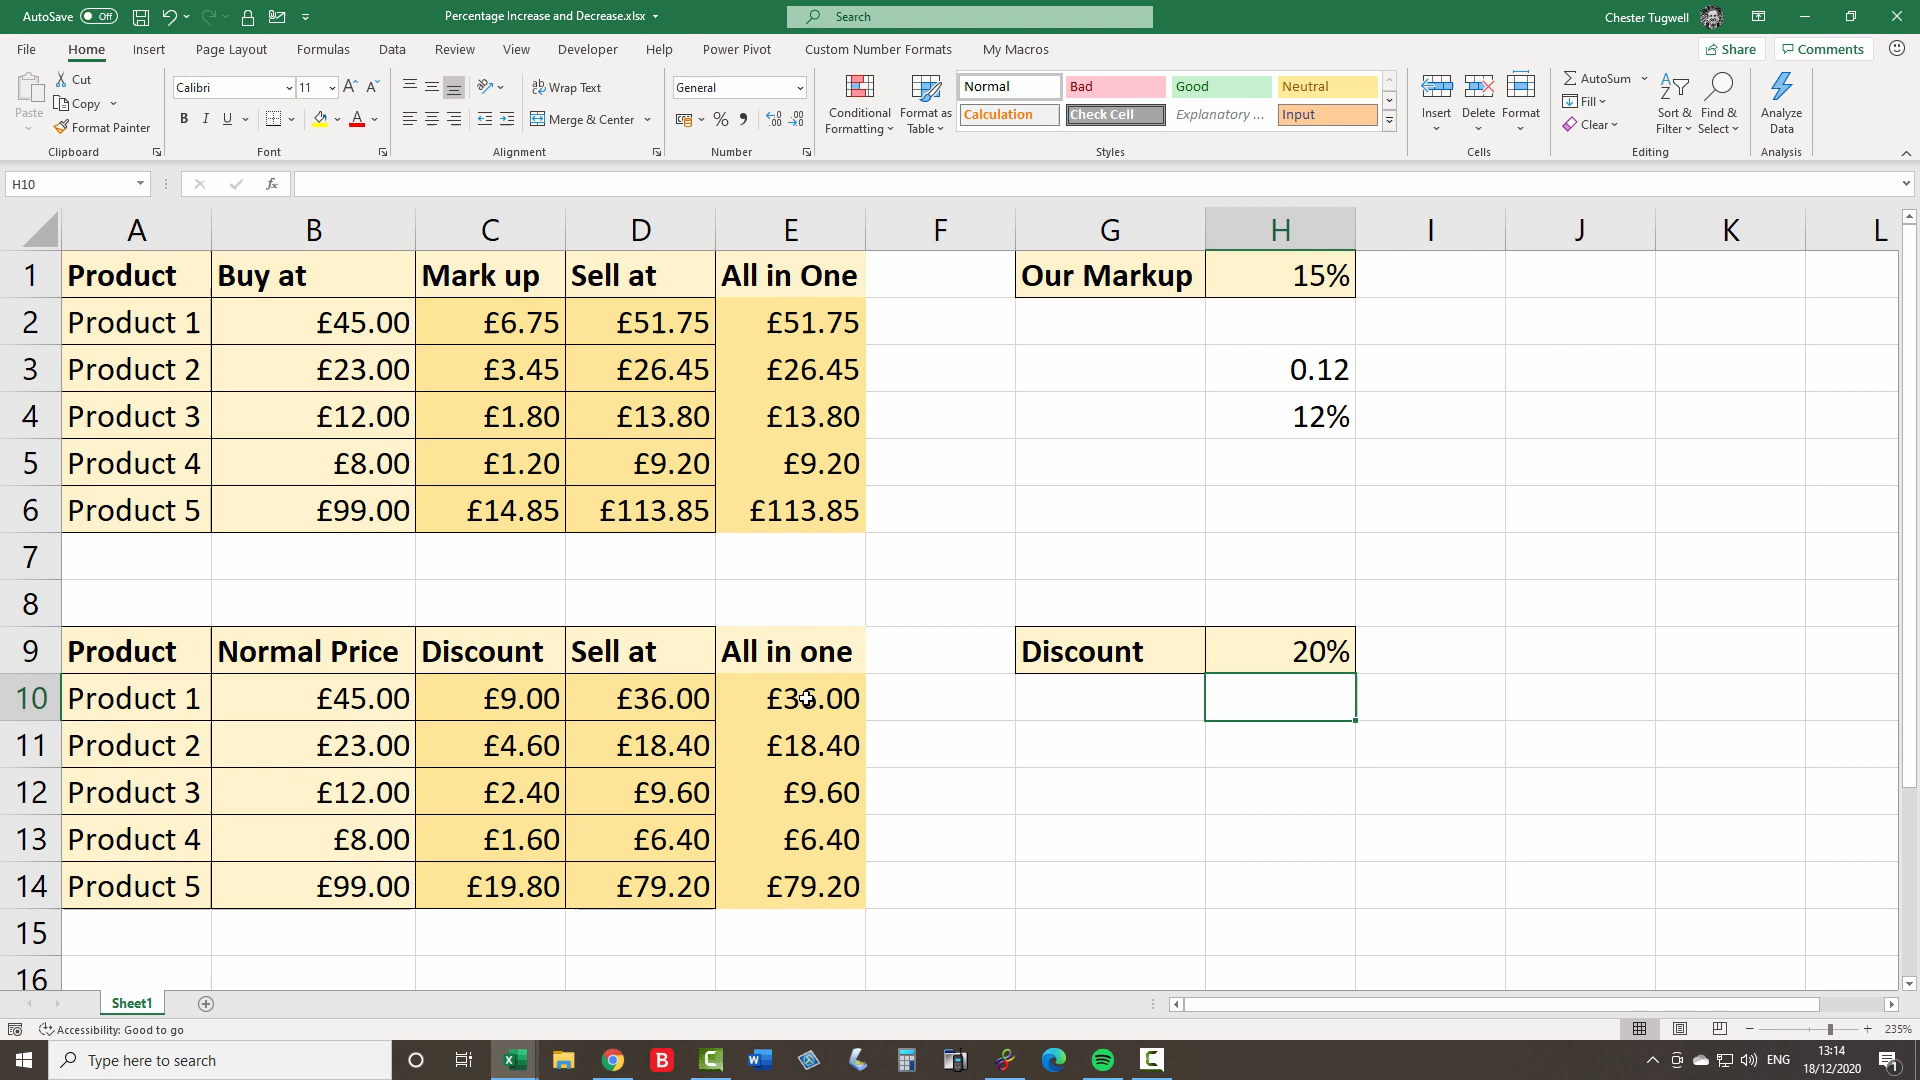 AutoSave Off Percentage Increase and Decrease.xlsx Search Chester Tugwell
File Home Insert Page Layout Formulas Data Review View Developer Help Power Pivot Custom Number Formats My Macros Share Comments
Paste Cut Copy Format Painter Clipboard
Calibri 11 B I U A A A Font
Wrap Text Merge & Center Alignment
General % Number
Conditional Formatting Format as Table Normal Bad Good Neutral Calculation Check Cell Explanatory ... Input Styles
Insert Delete Format Cells
AutoSum Fill Clear Sort & Filter Find & Select Editing
Analyze Data Analysis
H10 fx
A B C D E F G H I J K L
1 Product Buy at Mark up Sell at All in One Our Markup 15%
2 Product 1 £45.00 £6.75 £51.75 £51.75
3 Product 2 £23.00 £3.45 £26.45 £26.45 0.12
4 Product 3 £12.00 £1.80 £13.80 £13.80 12%
5 Product 4 £8.00 £1.20 £9.20 £9.20
6 Product 5 £99.00 £14.85 £113.85 £113.85
7
8
9 Product Normal Price Discount Sell at All in one Discount 20%
10 Product 1 £45.00 £9.00 £36.00 £36.00
11 Product 2 £23.00 £4.60 £18.40 £18.40
12 Product 3 £12.00 £2.40 £9.60 £9.60
13 Product 4 £8.00 £1.60 £6.40 £6.40
14 Product 5 £99.00 £19.80 £79.20 £79.20
15
16
Sheet1
Accessibility: Good to go 235%
Type here to search ENG 13:14
18/12/2020